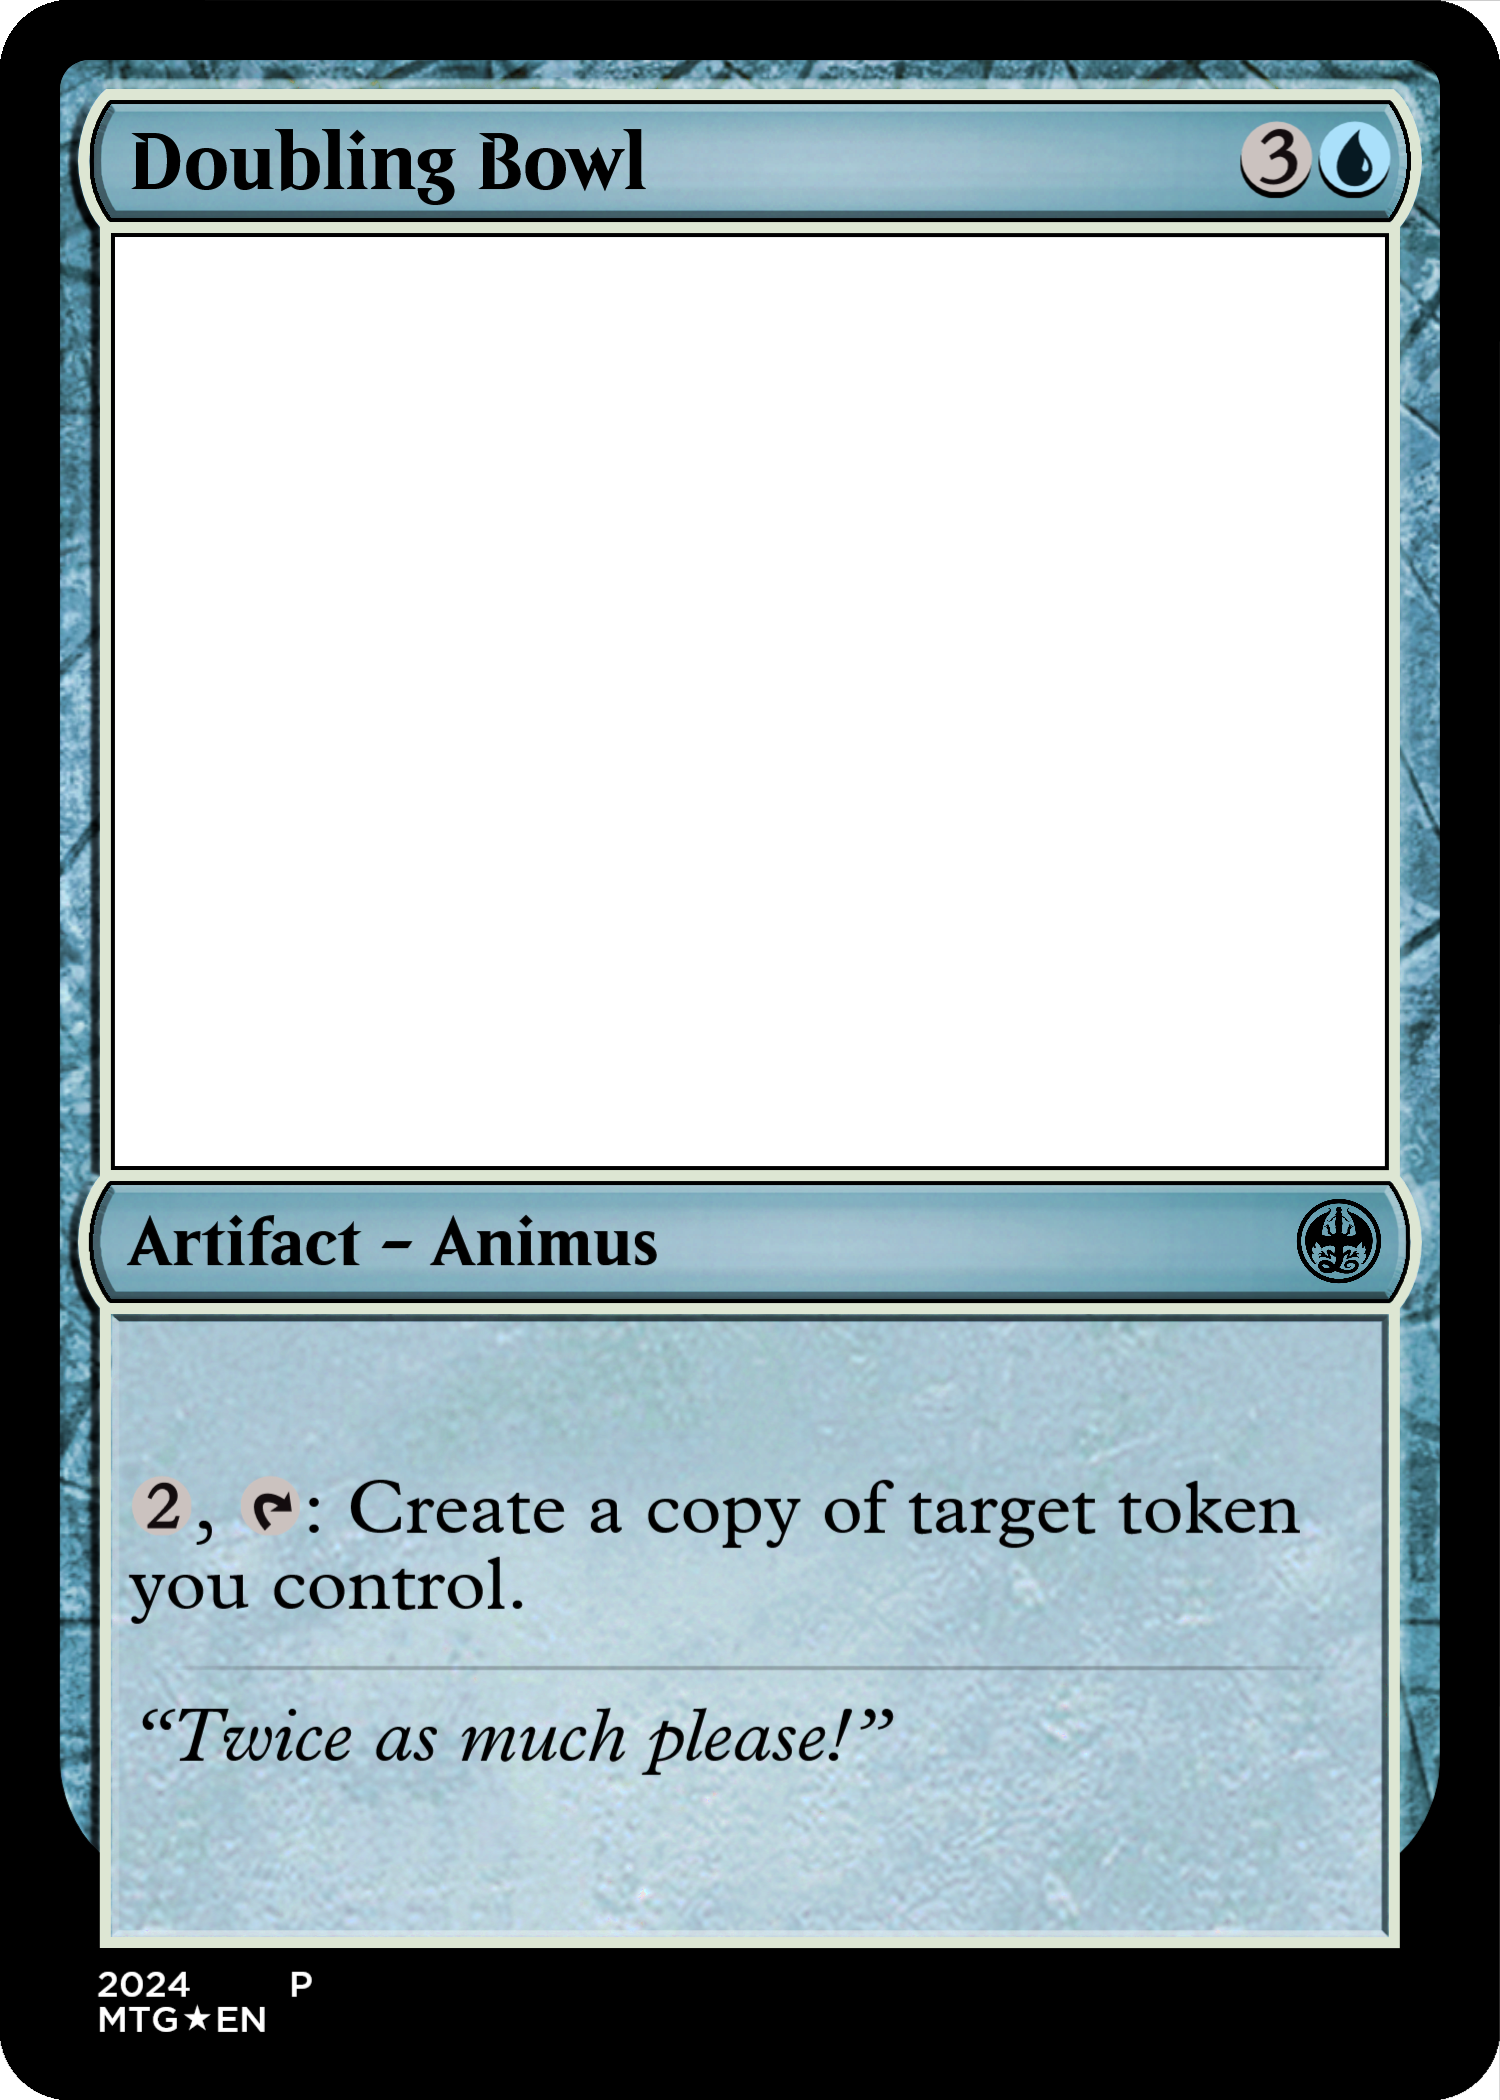 Doubling Bowl 3
Artifact – Animus
2, : Create a copy of target token
you control.
“Twice as much please!”
2024 P
MTG★EN